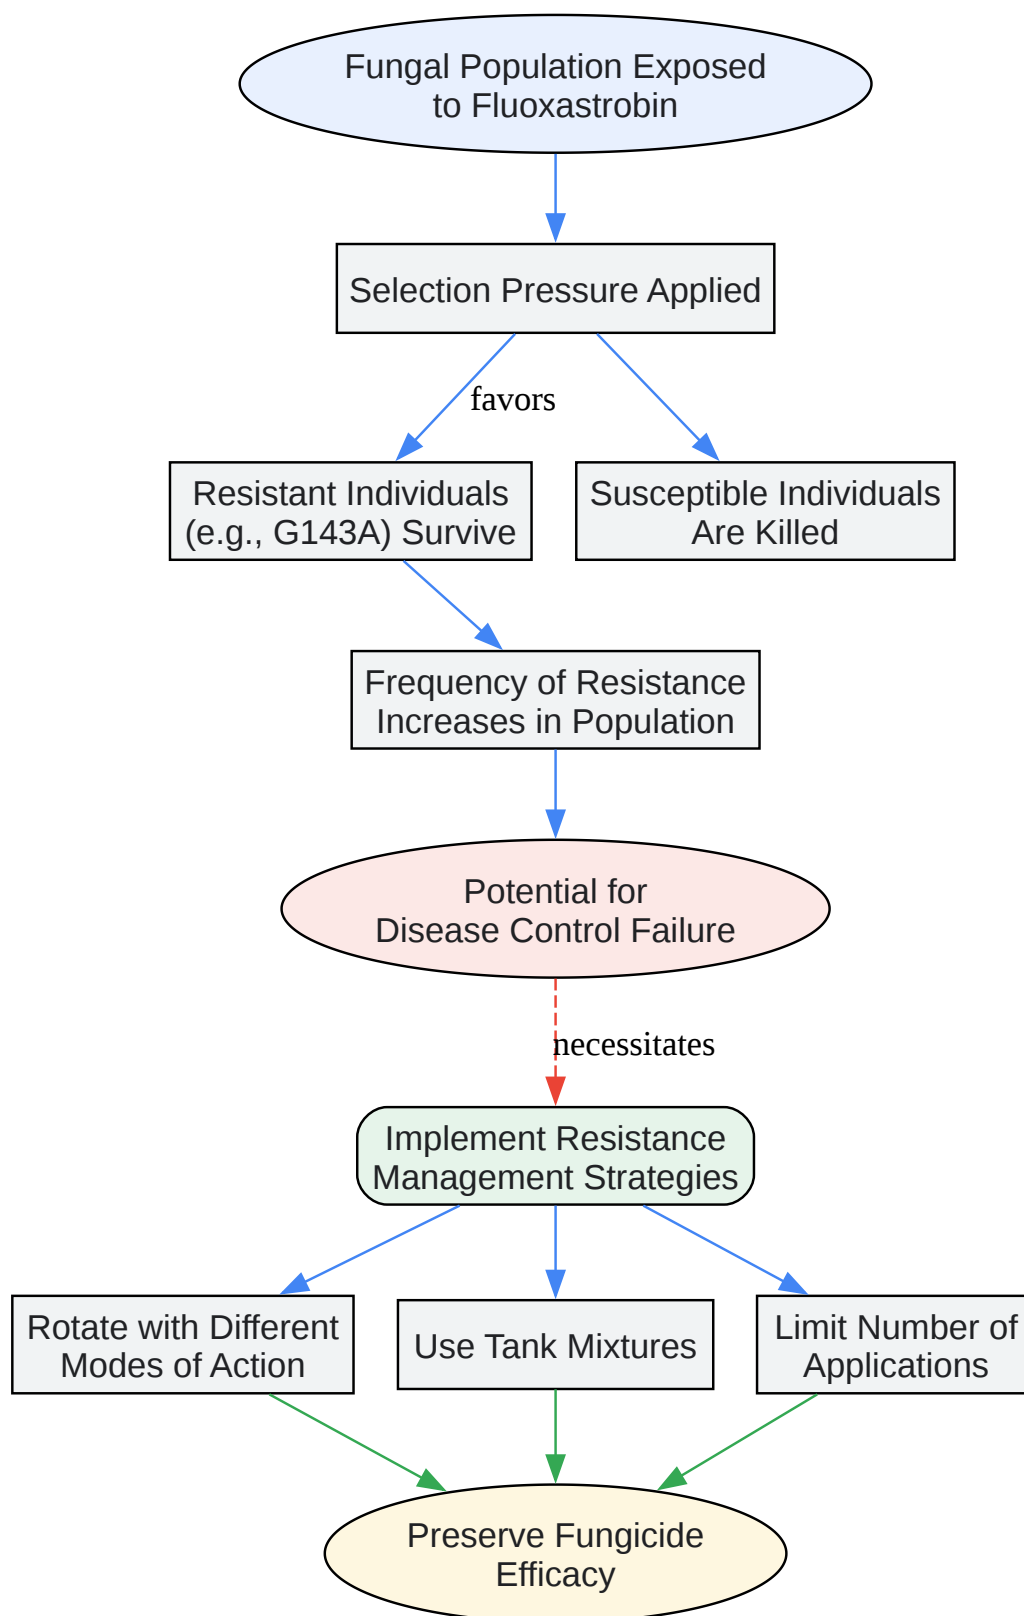 Fungal Population Exposed
to Fluoxastrobin
Selection Pressure Applied
favors
Resistant Individuals
(e.g., G143A) Survive
Susceptible Individuals
Are Killed
Frequency of Resistance
Increases in Population
Potential for
Disease Control Failure
necessitates
Implement Resistance
Management Strategies
Rotate with Different
Modes of Action
Use Tank Mixtures
Limit Number of
Applications
Preserve Fungicide
Efficacy